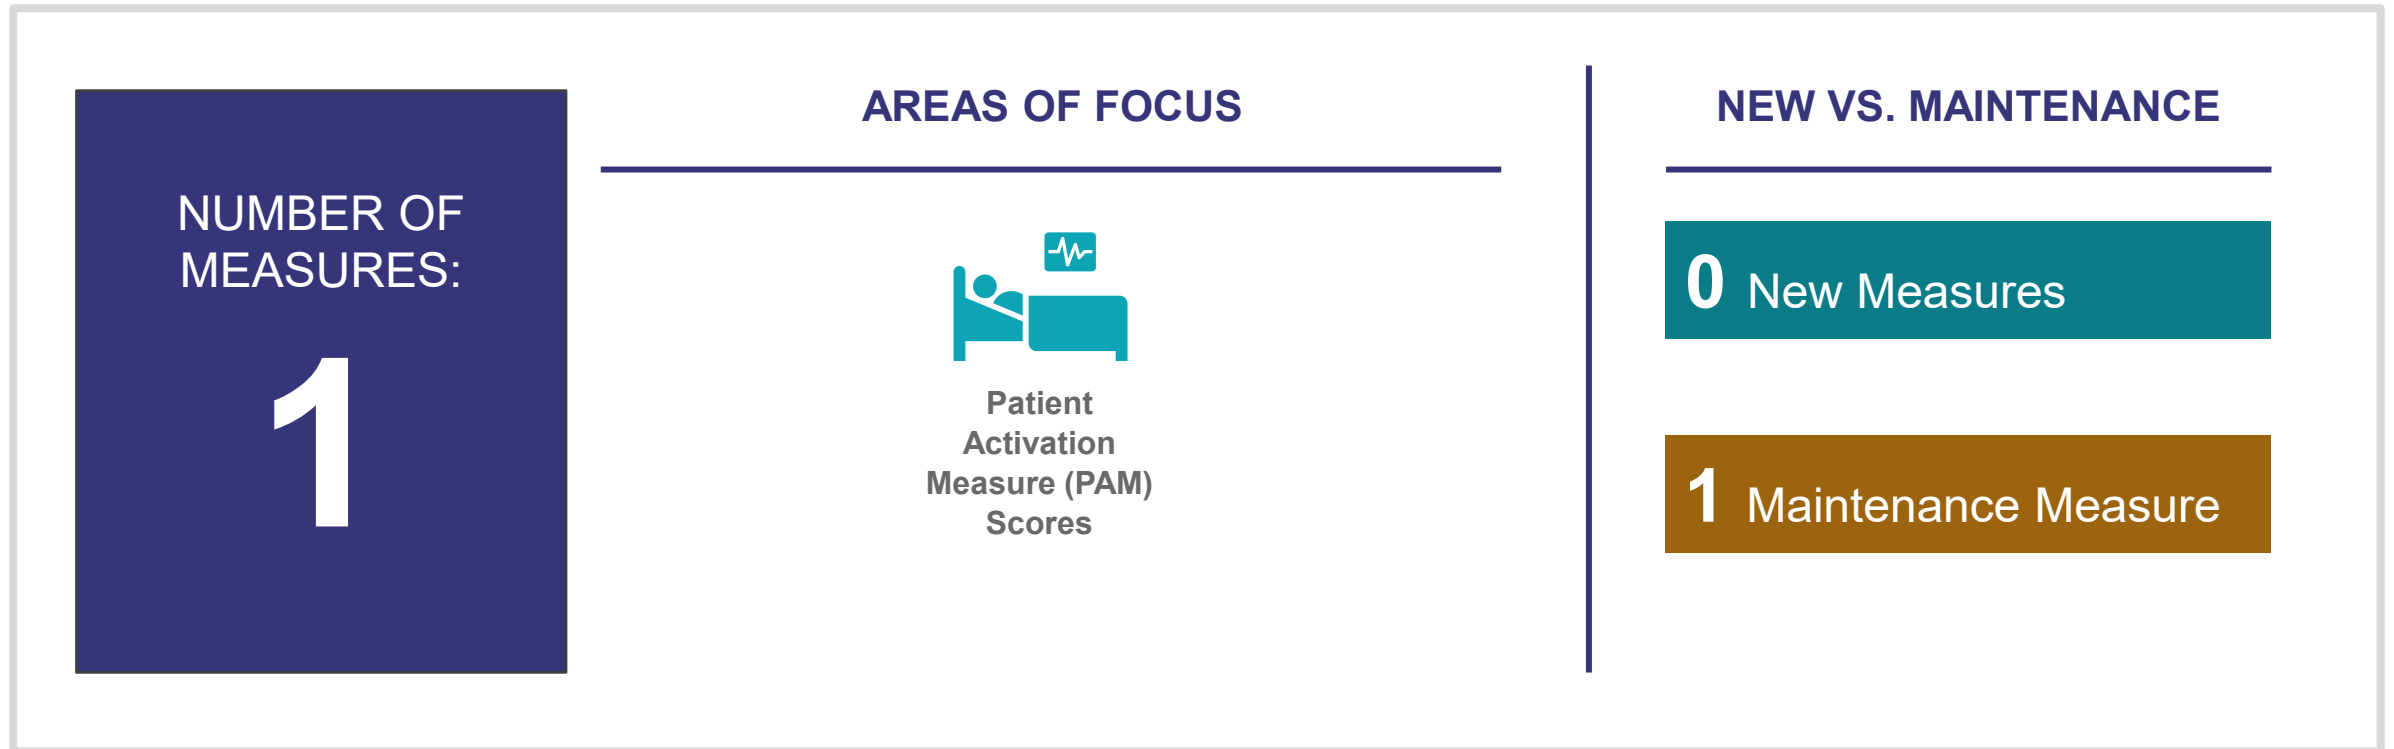 NUMBER OF
MEASURES:
1
AREAS OF FOCUS
Patient
Activation
Measure (PAM)
Scores
NEW VS. MAINTENANCE
0 New Measures
1 Maintenance Measure